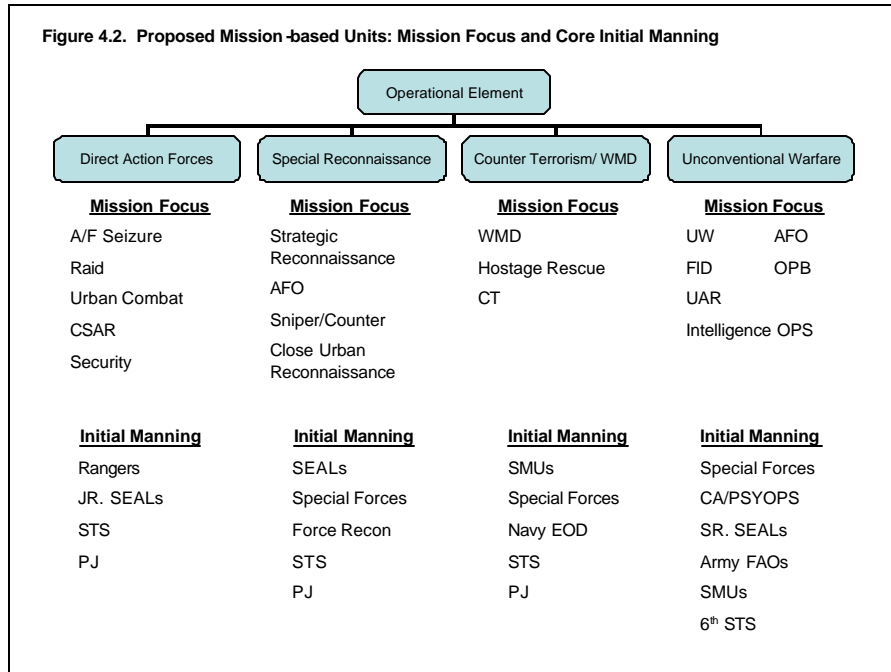 Figure 4.2. Proposed Mission-based Units: Mission Focus and Core Initial Manning
Operational Element
Direct Action Forces
Special Reconnaissance
Counter Terrorism/ WMD
Unconventional Warfare
Mission Focus
A/F Seizure
Raid
Urban Combat
CSAR
Security
Mission Focus
Strategic
Reconnaissance
AFO
Sniper/Counter
Close Urban
Reconnaissance
Mission Focus
WMD
Hostage Rescue
CT
Mission Focus
UW AFO
FID OPB
UAR
Intelligence OPS
Initial Manning
Rangers
JR. SEALs
STS
PJ
Initial Manning
SEALs
Special Forces
Force Recon
STS
PJ
Initial Manning
SMUs
Special Forces
Navy EOD
STS
PJ
Initial Manning
Special Forces
CA/PSYOPS
SR. SEALs
Army FAOs
SMUs
6th STS